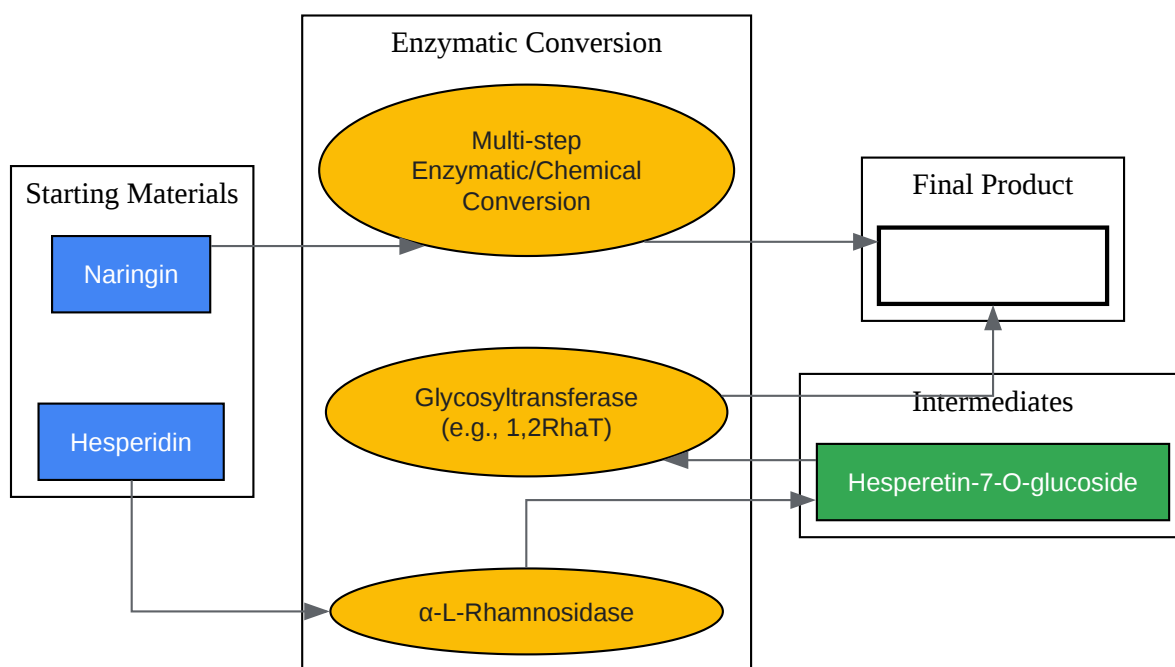 Enzymatic Conversion
Multi-step
Enzymatic/Chemical
Conversion
Starting Materials
Final Product
Naringin
Glycosyltransferase
(e.g., 1,2RhaT)
Intermediates
Hesperidin
Hesperetin-7-O-glucoside
α-L-Rhamnosidase